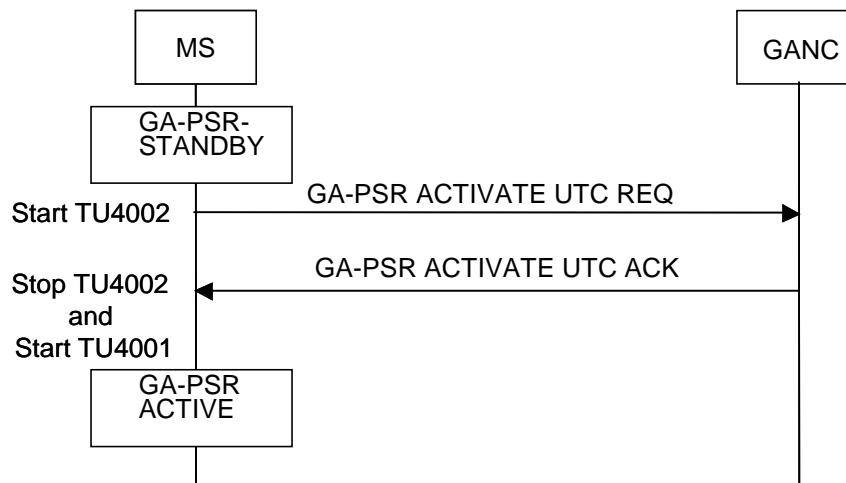 MS
GANC
GA-PSR-
STANDBY
GA-PSR ACTIVATE UTC REQ
Start TU4002
GA-PSR ACTIVATE UTC ACK
Stop TU4002
and
Start TU4001
GA-PSR
ACTIVE